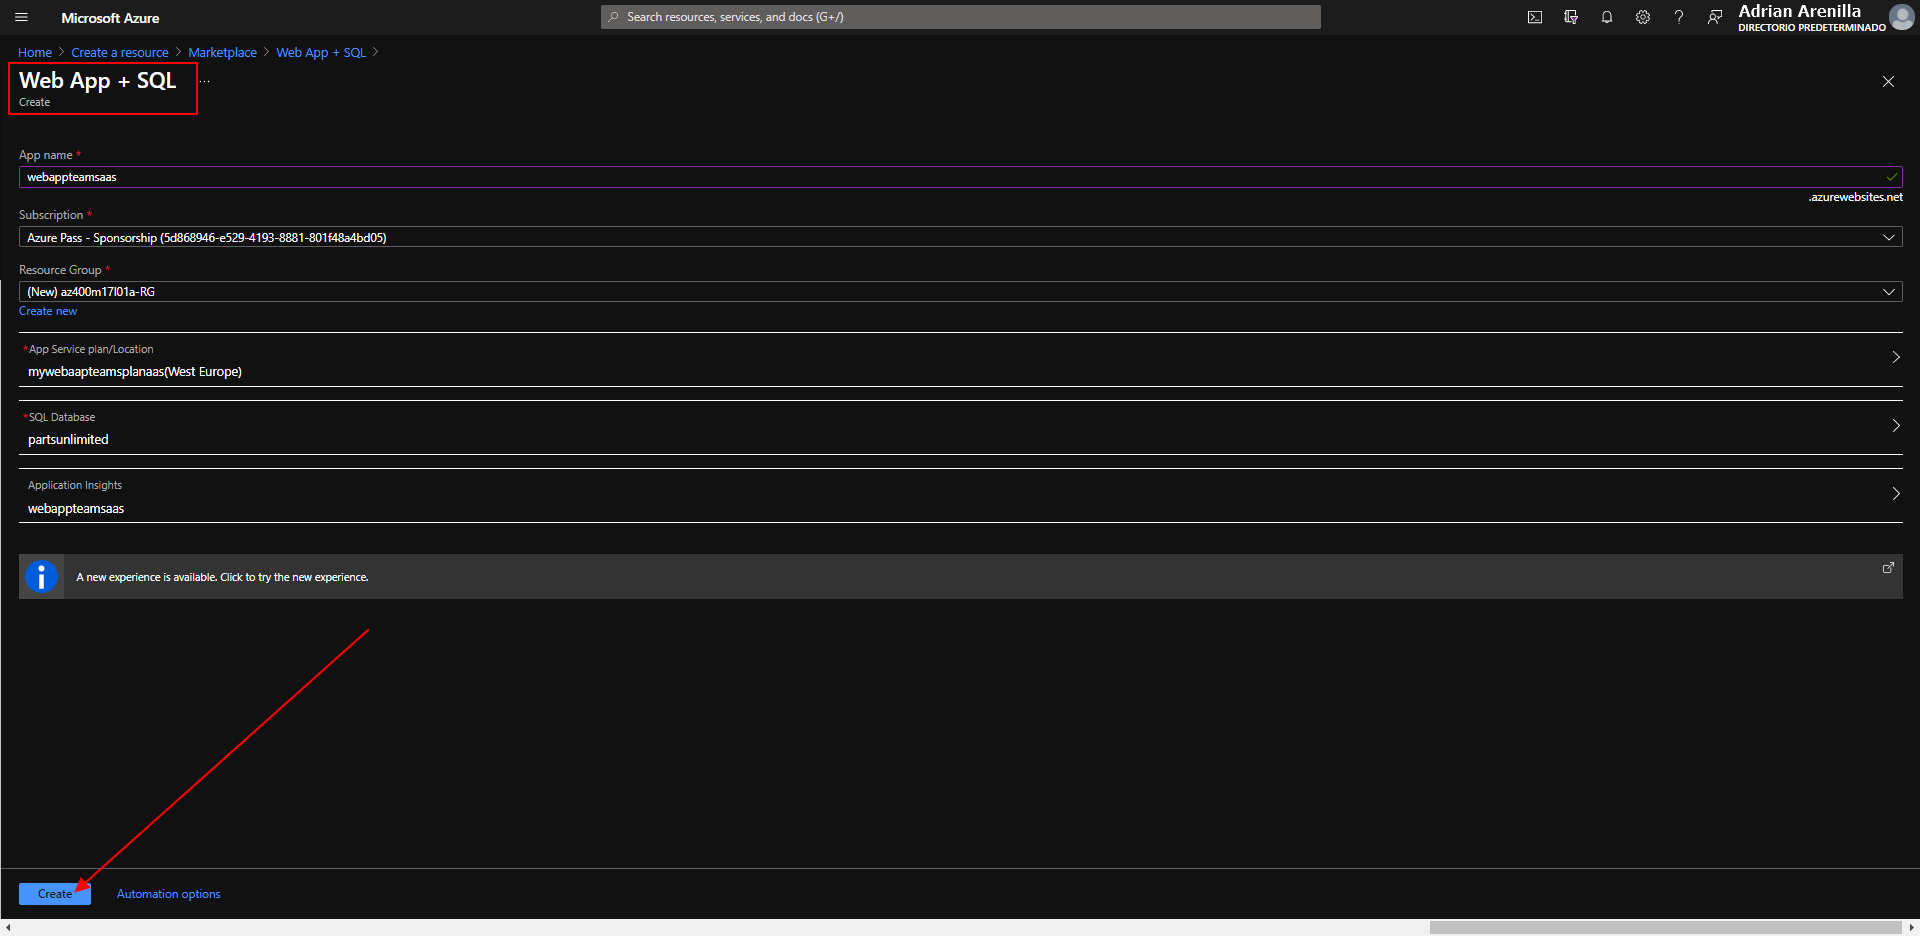 Microsoft Azure
Search resources, services, and docs (G+/)
Adrian Arenilla
DIRECTORIO PREDETERMINADO
Home > Create a resource > Marketplace > Web App + SQL >
Web App + SQL ...
Create
App name *
webappteamsaas
.azurewebsites.net
Subscription *
Azure Pass - Sponsorship (5d868946-e529-4193-8881-801f48a4bd05)
Resource Group *
(New) az400m17l01a-RG
Create new
*App Service plan/Location
mywebaapteamsplanaas(West Europe)
*SQL Database
partsunlimited
Application Insights
webappteamsaas
A new experience is available. Click to try the new experience.
Create
Automation options